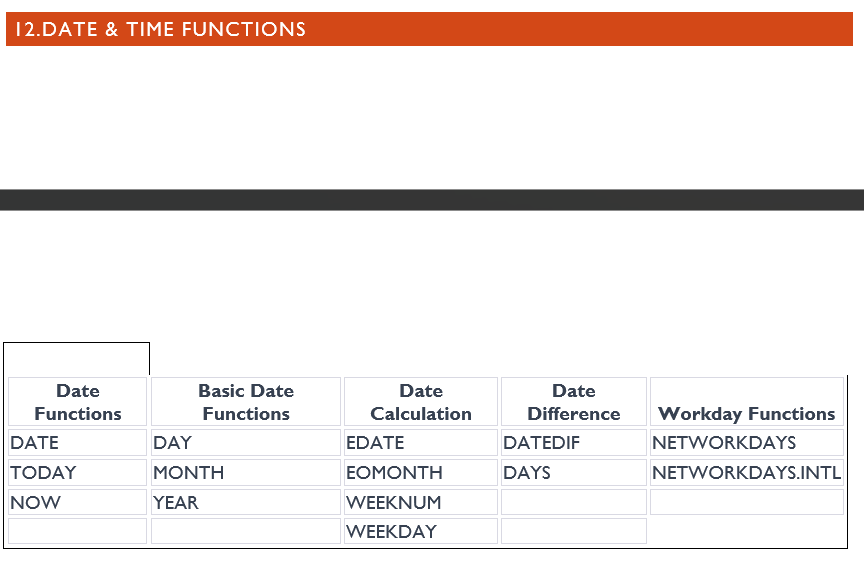 12.DATE & TIME FUNCTIONS
Date Functions | Basic Date Functions | Date Calculation | Date Difference | Workday Functions
DATE | DAY | EDATE | DATEDIF | NETWORKDAYS
TODAY | MONTH | EOMONTH | DAYS | NETWORKDAYS.INTL
NOW | YEAR | WEEKNUM
WEEKDAY